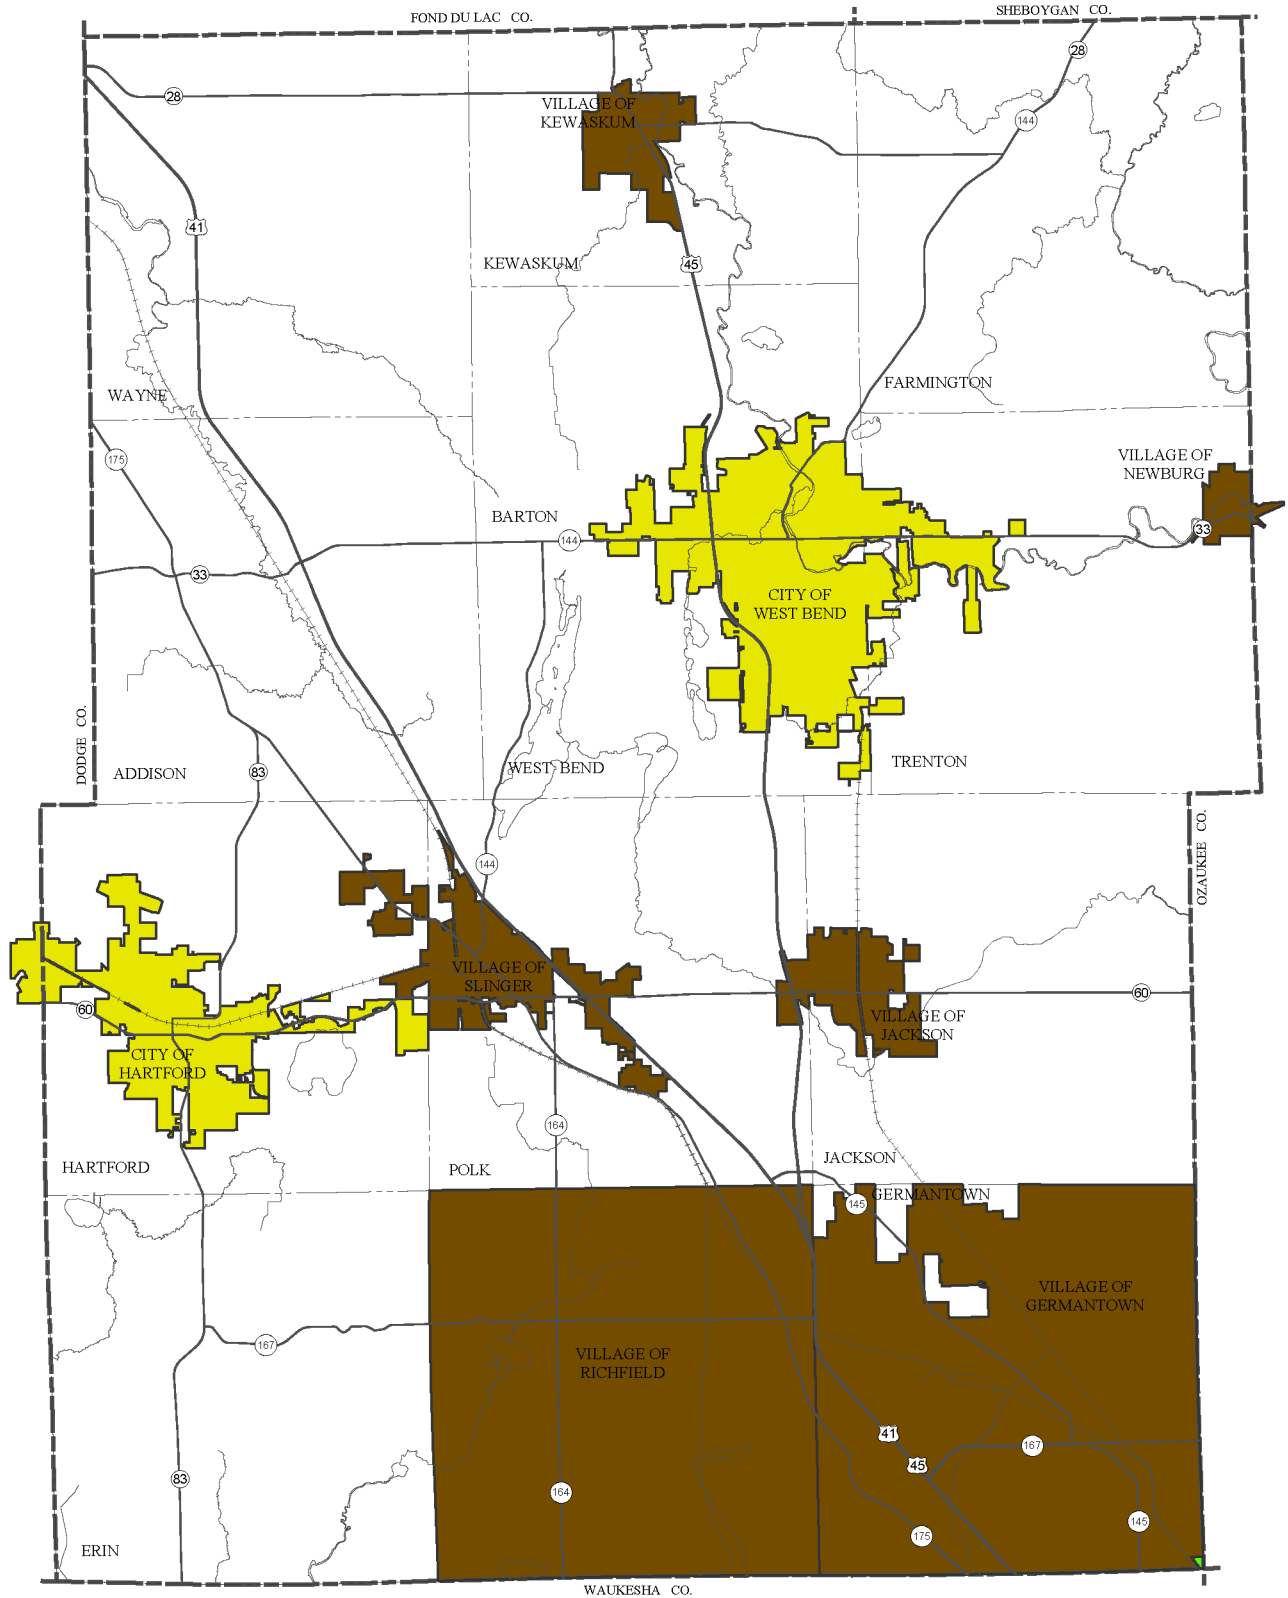 FOND DU LAC CO.
SHEBOYGAN CO.
28
28
VILLAGE OF
KEWASKUM
144
41
KEWASKUM
45
WAYNE
FARMINGTON
175
VILLAGE OF
NEWBURG
BARTON
144
33
33
CITY OF
WEST BEND
DODGE CO.
ADDISON
83
WEST BEND
TRENTON
OZAUKEE CO.
144
VILLAGE OF
SLINGER
60
60
VILLAGE OF
JACKSON
CITY OF
HARTFORD
164
HARTFORD
POLK
JACKSON
GERMANTOWN
145
VILLAGE OF
GERMANTOWN
167
VILLAGE OF
RICHFIELD
41
167
45
83
164
145
175
ERIN
WAUKESHA CO.